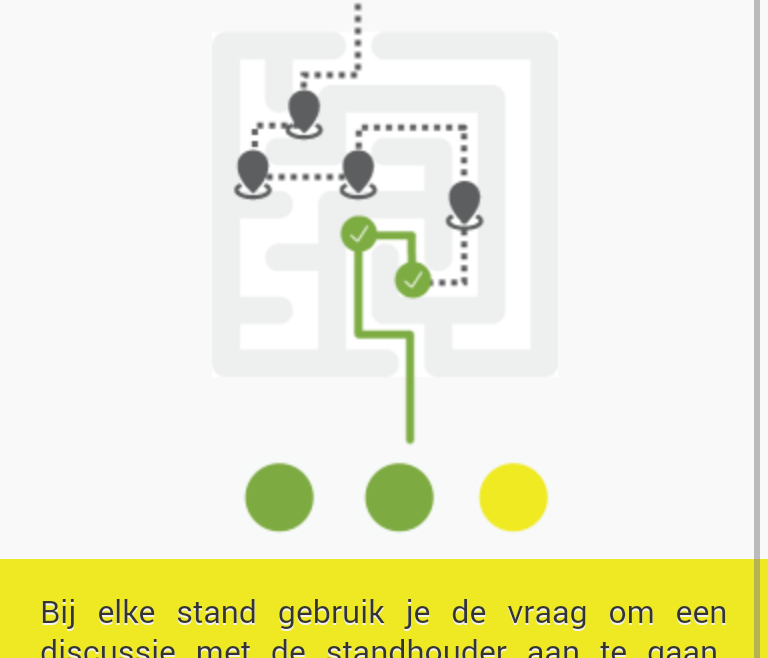 Bij elke stand gebruik je de vraag om een
discussie met de standhouder aan te gaan.